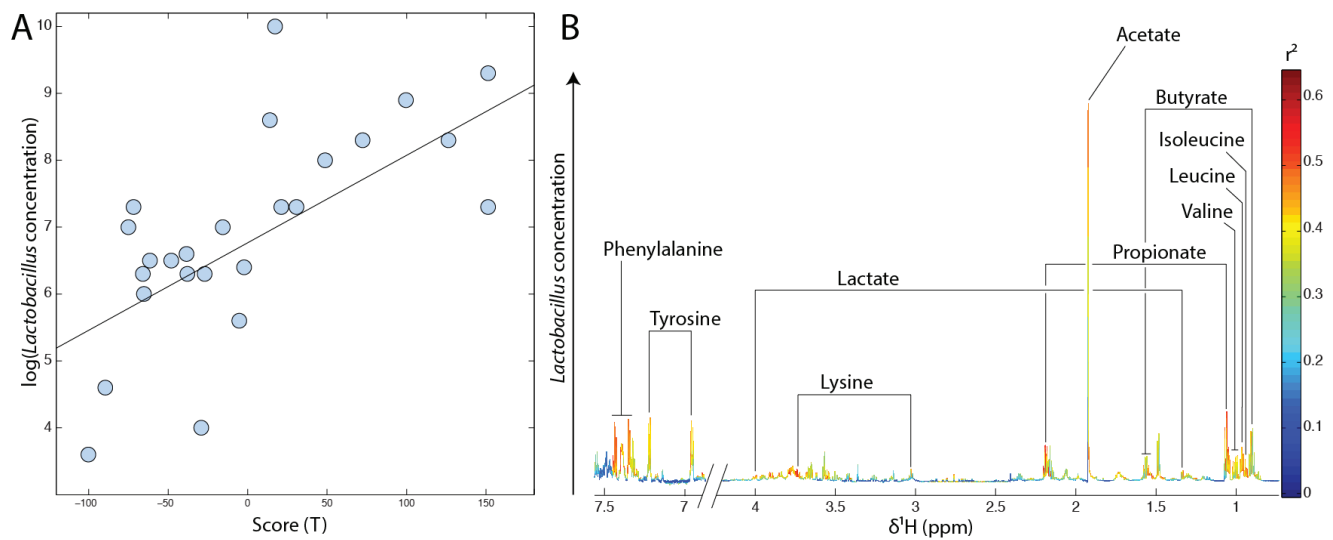 A
log(Lactobacillus concentration)
10
9
8
7
6
5
4
−100
−50
0
50
100
150
Score (T)
B
Lactobacillus concentration
Acetate
r²
Butyrate
Isoleucine
Leucine
Valine
Phenylalanine
Propionate
Lactate
Tyrosine
Lysine
0.6
0.5
0.4
0.3
0.2
0.1
0
7.5
7
4
3.5
3
2.5
2
1.5
1
δ¹H (ppm)